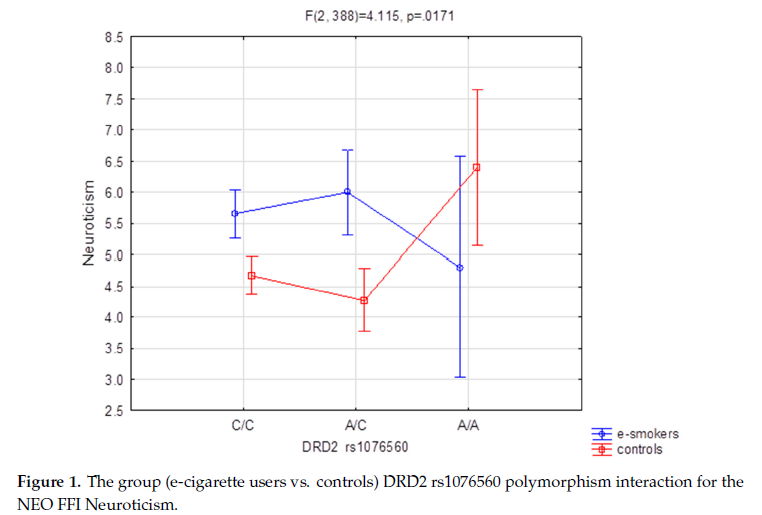 F(2, 388)=4.115, p=.0171
8.5
8.0
7.5
7.0
6.5
6.0
5.5
5.0
4.5
4.0
3.5
3.0
2.5
Neuroticism
C/C
A/C
A/A
DRD2 rs1076560
e-smokers
controls
Figure 1. The group (e-cigarette users vs. controls) DRD2 rs1076560 polymorphism interaction for the
NEO FFI Neuroticism.